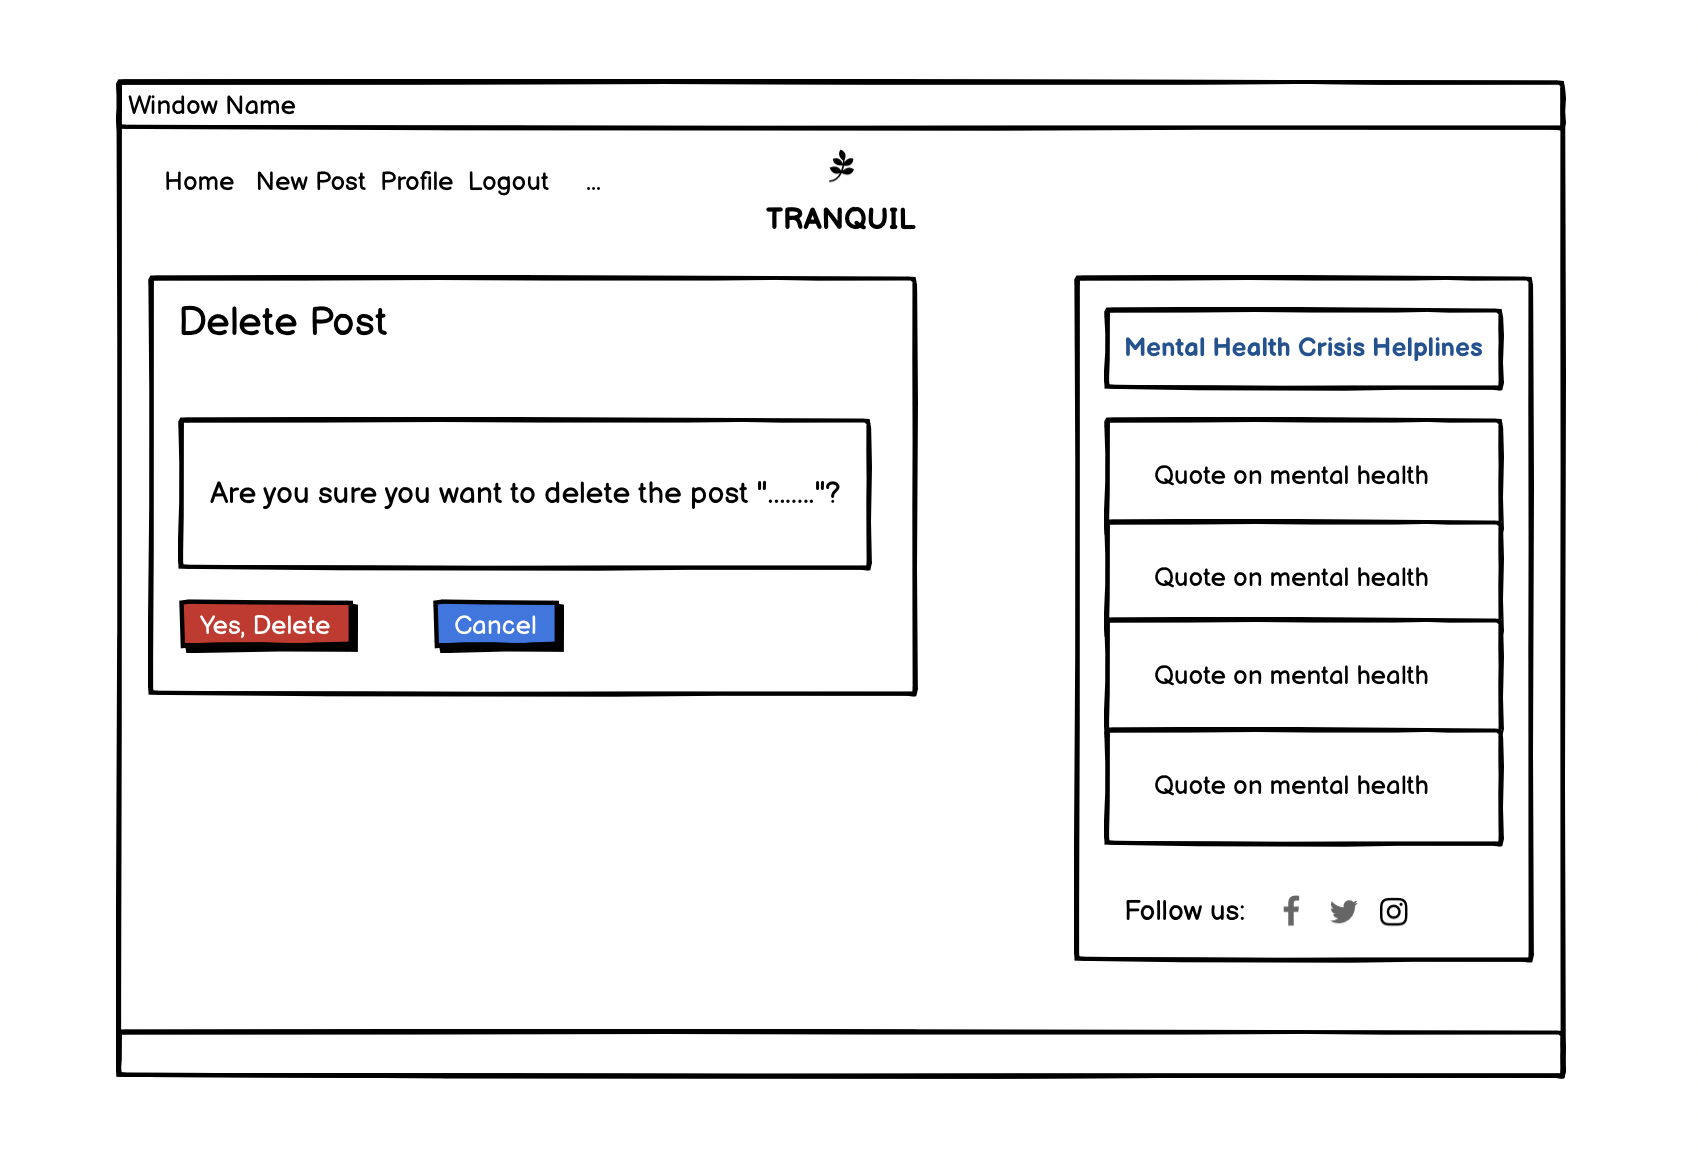 Window Name
Home New Post Profile Logout ...
TRANQUIL
Delete Post
Are you sure you want to delete the post "........"?
Yes, Delete
Cancel
Mental Health Crisis Helplines
Quote on mental health
Quote on mental health
Quote on mental health
Quote on mental health
Follow us: